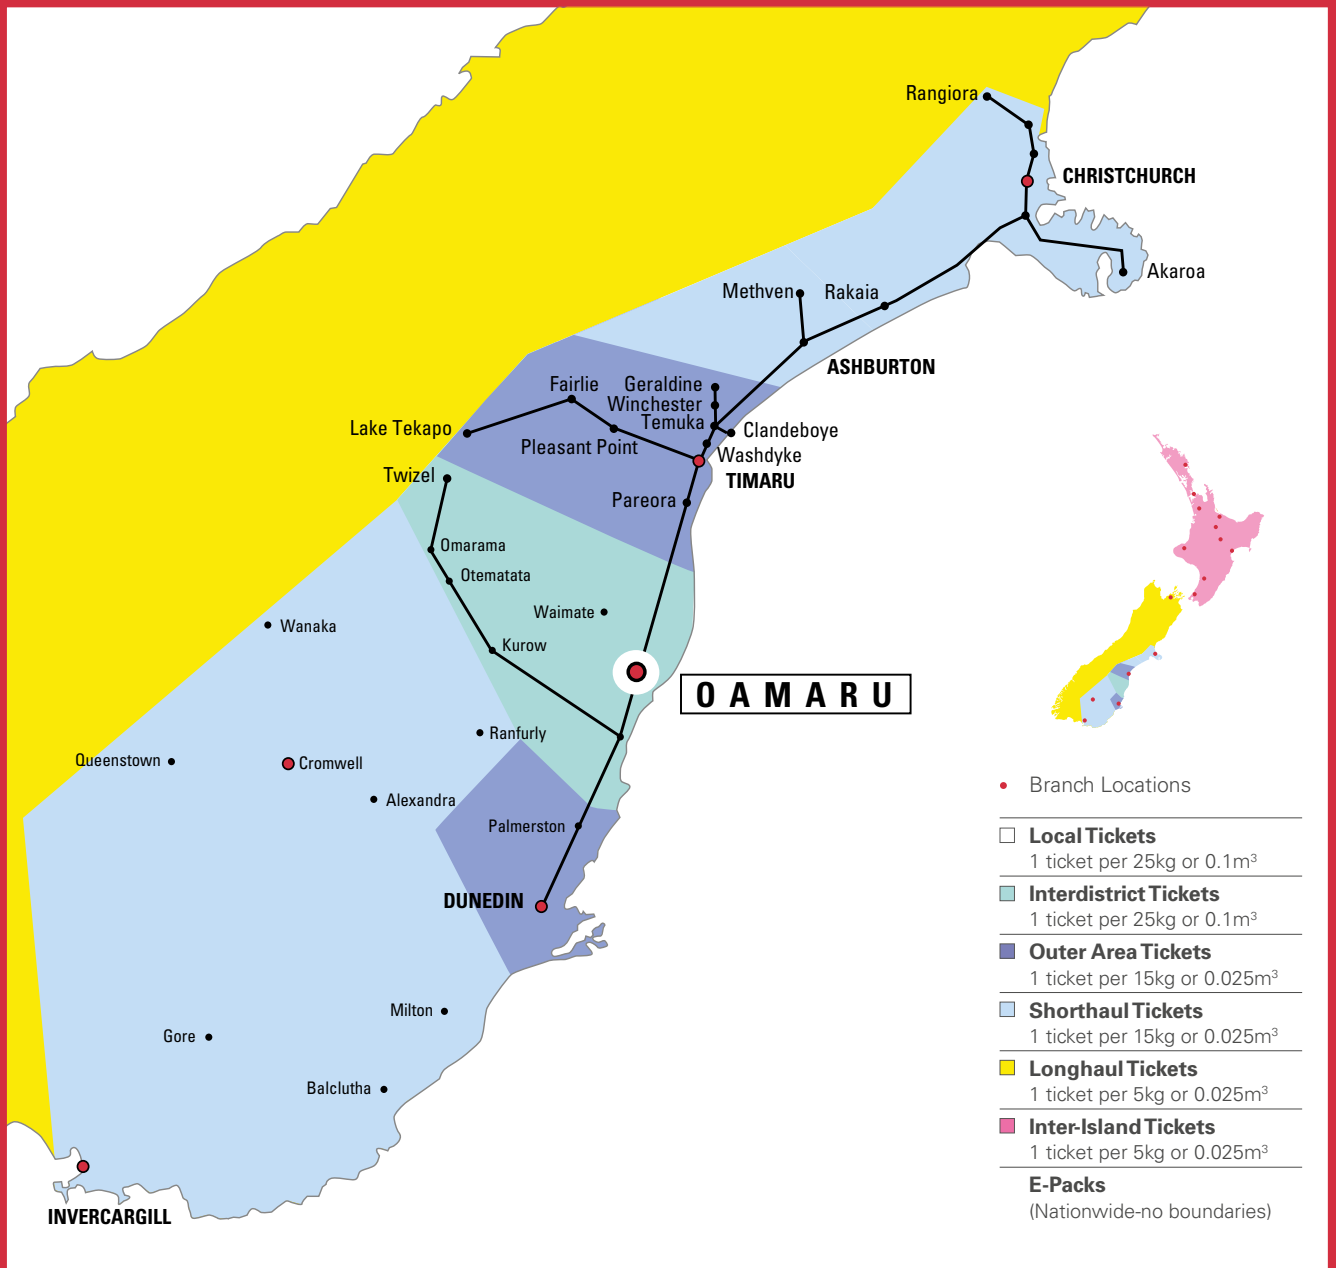 Rangiora
CHRISTCHURCH
Akaroa
Methven
Rakaia
ASHBURTON
Fairlie
Geraldine
Winchester
Temuka
Lake Tekapo
Clandeboye
Pleasant Point
Washdyke
Twizel
TIMARU
Pareora
Omarama
Otematata
Waimate
Wanaka
Kurow
OAMARU
Ranfurly
Queenstown
Cromwell
Alexandra
Palmerston
DUNEDIN
Milton
Gore
Balclutha
INVERCARGILL
Branch Locations
Local Tickets
1 ticket per 25kg or 0.1m³
Interdistrict Tickets
1 ticket per 25kg or 0.1m³
Outer Area Tickets
1 ticket per 15kg or 0.025m³
Shorthaul Tickets
1 ticket per 15kg or 0.025m³
Longhaul Tickets
1 ticket per 5kg or 0.025m³
Inter-Island Tickets
1 ticket per 5kg or 0.025m³
E-Packs
(Nationwide-no boundaries)